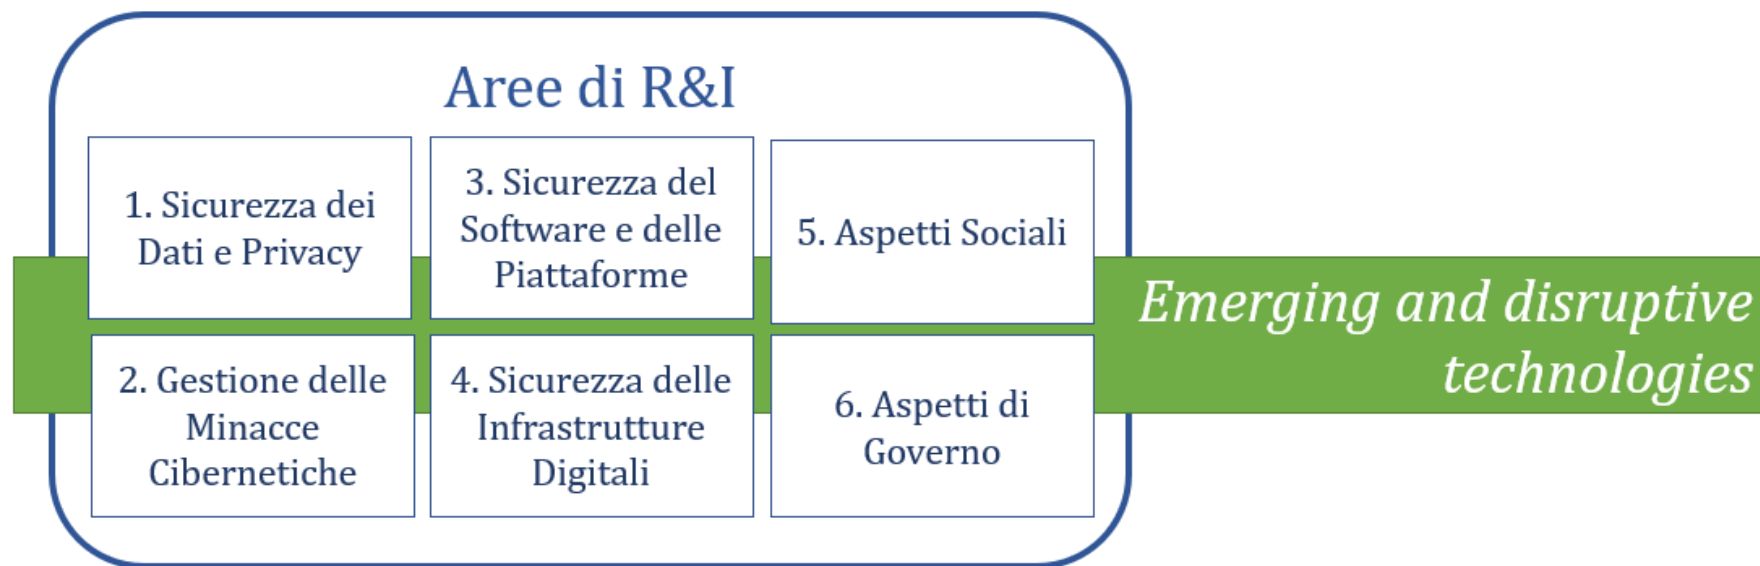 Aree di R&I
1. Sicurezza dei
Dati e Privacy
2. Gestione delle
Minacce
Cibernetiche
3. Sicurezza del
Software e delle
Piattaforme
4. Sicurezza delle
Infrastrutture
Digitali
5. Aspetti Sociali
6. Aspetti di
Governo
Emerging and disruptive
technologies